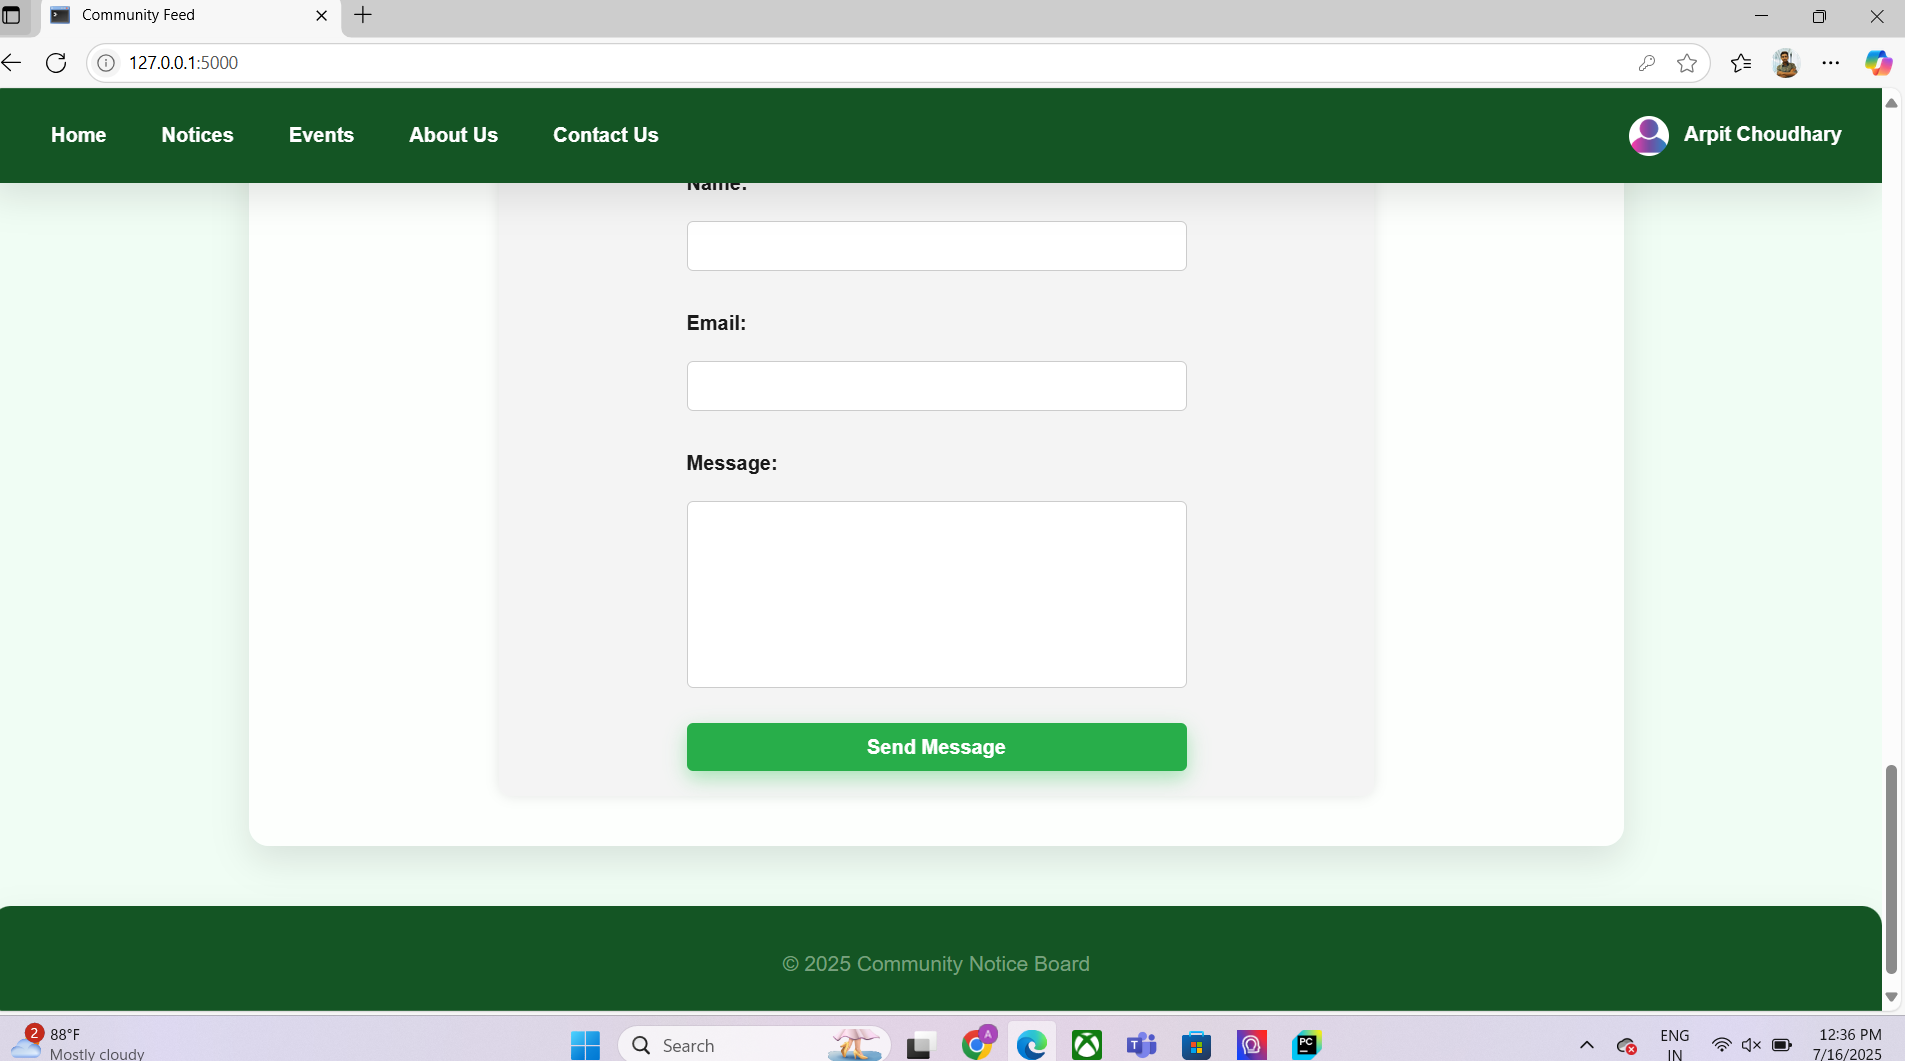 Community Feed
127.0.0.1:5000
Home Notices Events About Us Contact Us Arpit Choudhary
Name:
Email:
Message:
Send Message
© 2025 Community Notice Board
2
88°F
Mostly cloudy
Search
A
T
PC
ENG
IN
12:36 PM
7/16/2025